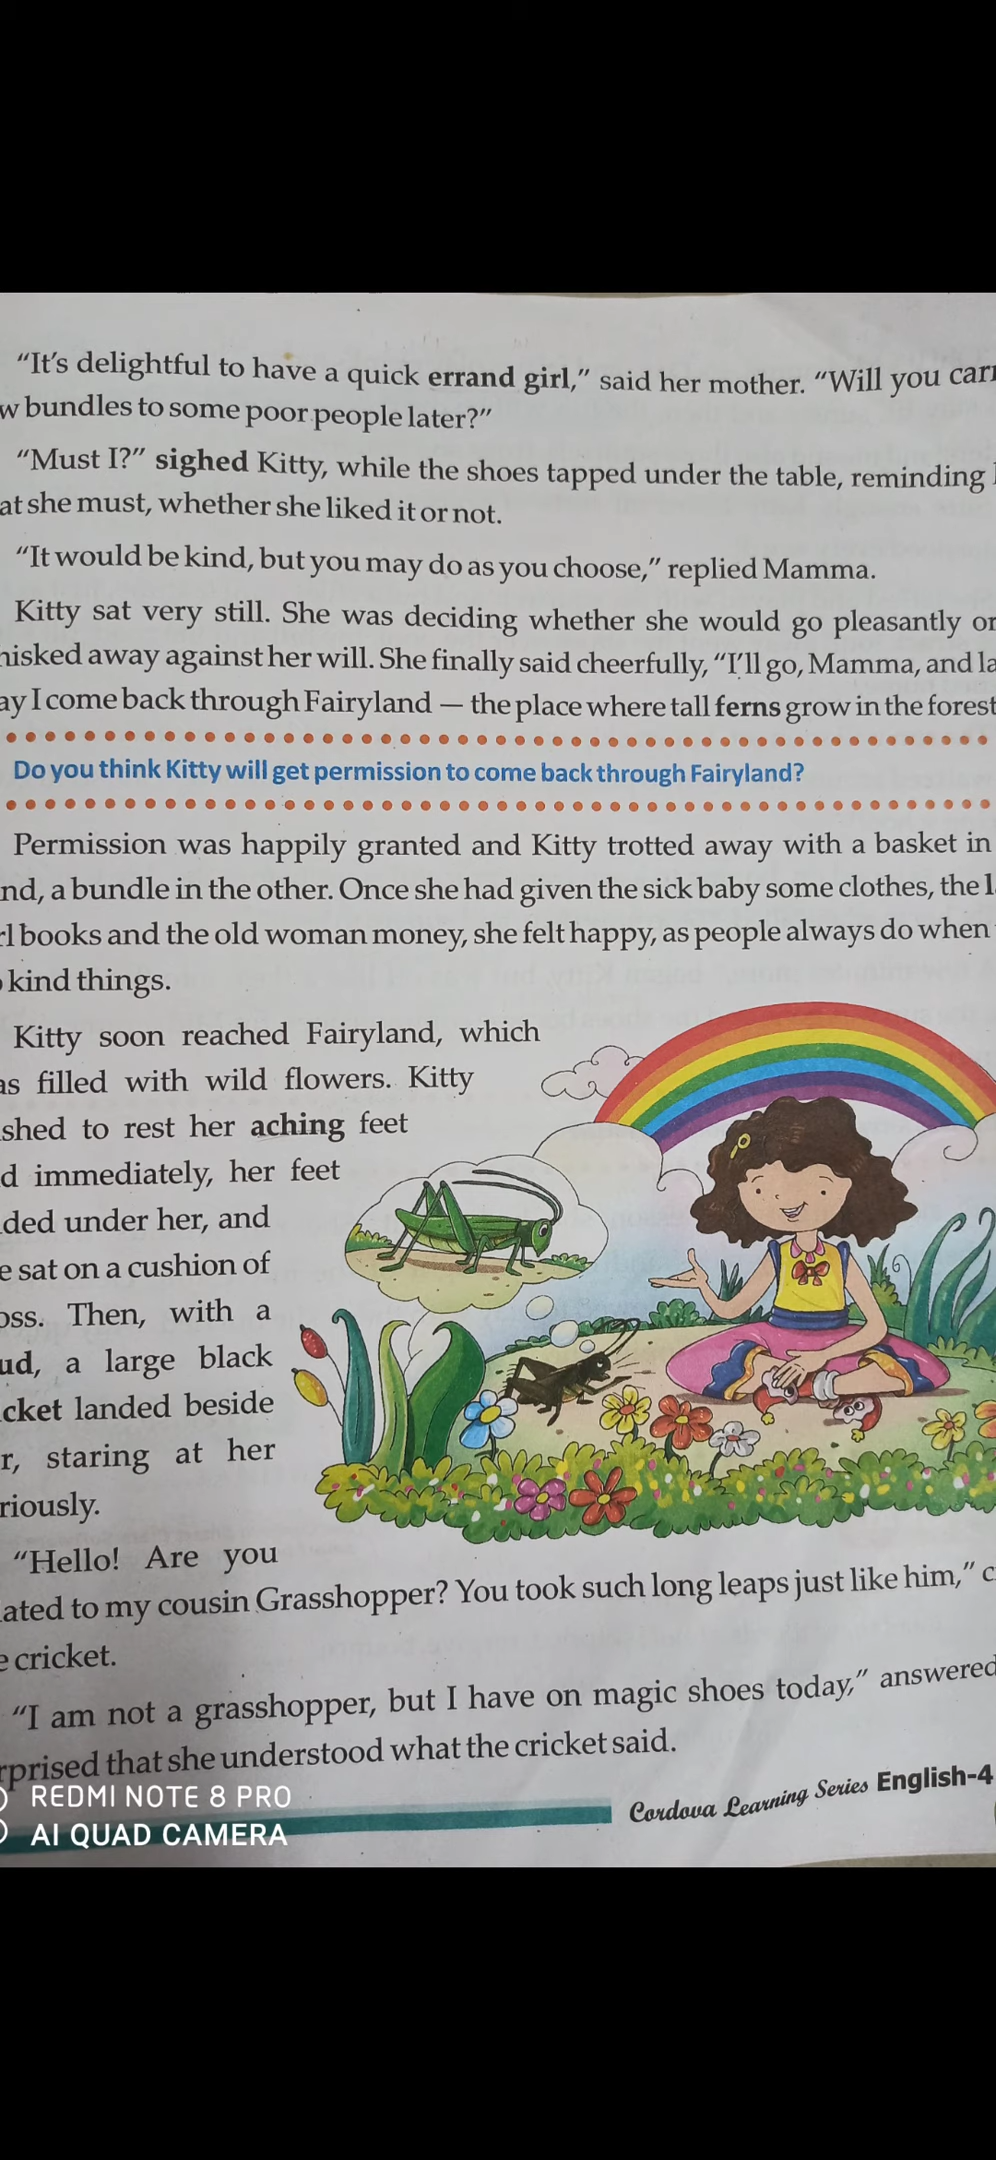 "It's delightful to have a quick errand girl," said her mother. "Will you carr
w bundles to some poor people later?"
"Must I?" sighed Kitty, while the shoes tapped under the table, reminding
at she must, whether she liked it or not.
"It would be kind, but you may do as you choose," replied Mamma.
Kitty sat very still. She was deciding whether she would go pleasantly or
hisked away against her will. She finally said cheerfully, "I'll go, Mamma, and la
ay I come back through Fairyland — the place where tall ferns grow in the forest
Do you think Kitty will get permission to come back through Fairyland?
Permission was happily granted and Kitty trotted away with a basket in
nd, a bundle in the other. Once she had given the sick baby some clothes, the l
rl books and the old woman money, she felt happy, as people always do when
o kind things.
Kitty soon reached Fairyland, which
as filled with wild flowers. Kitty
shed to rest her aching feet
d immediately, her feet
ded under her, and
e sat on a cushion of
oss. Then, with a
ud, a large black
cket landed beside
r, staring at her
riously.
"Hello! Are you
ated to my cousin Grasshopper? You took such long leaps just like him," c
e cricket.
"I am not a grasshopper, but I have on magic shoes today," answered
rprised that she understood what the cricket said.
Cordova Learning Series English-4
REDMI NOTE 8 PRO
AI QUAD CAMERA